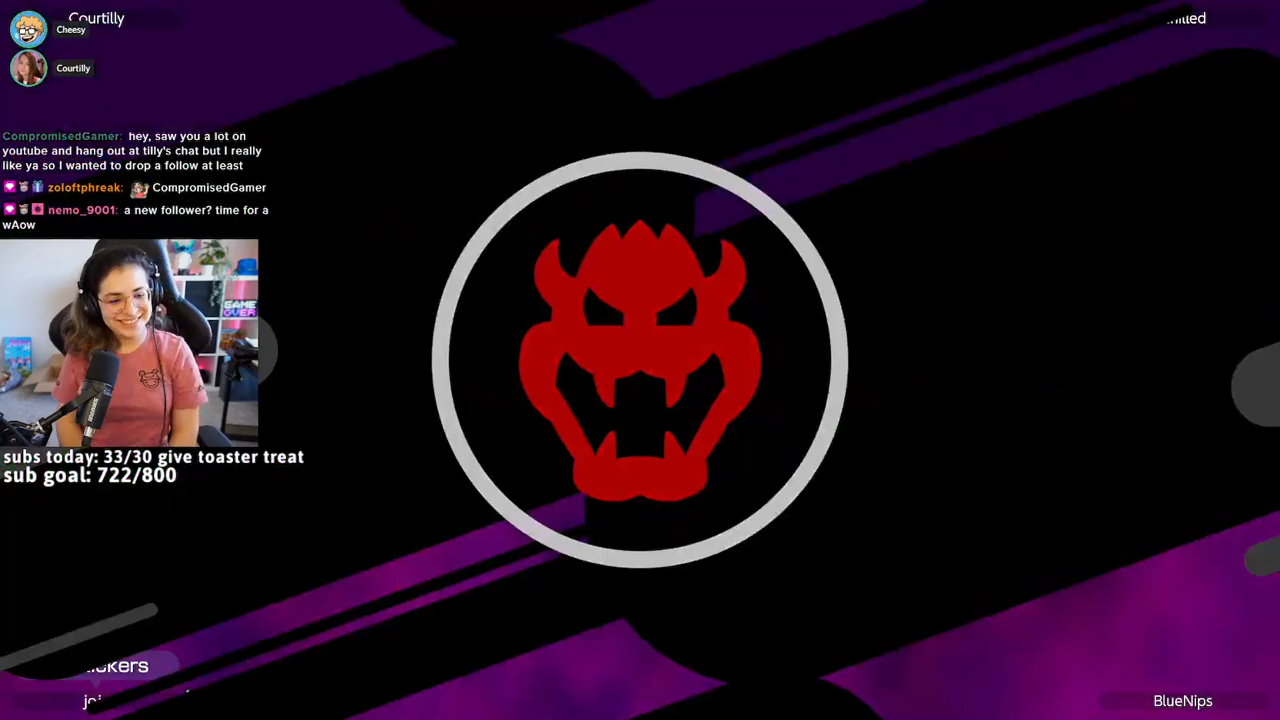 Courtilly
Cheesy
Courtilly
CompromisedGamer: hey, saw you a lot on
youtube and hang out at tilly's chat but I really
like ya so I wanted to drop a follow at least
zoloftphreak: CompromisedGamer
nemo_9001: a new follower? time for a
wAow
GAME
OVER
subs today: 33/30 give toaster treat
sub goal: 722/800
BlueNips